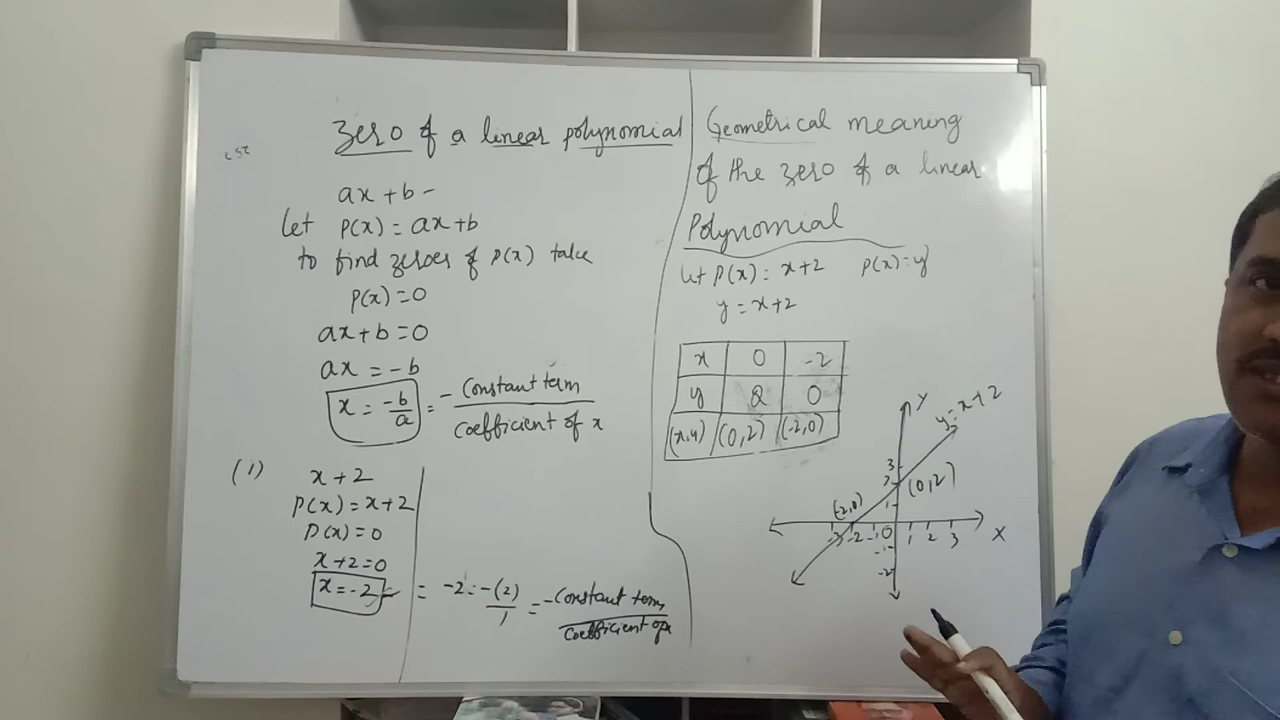 Zero of a linear polynomial
ax + b -
let P(x) = ax+b
to find zeroes of P(x) take
P(x) = 0
ax + b = 0
ax = -b
x = -b/a = - Constant term / coefficient of x
(1) x + 2
P(x) = x+2
P(x) = 0
x+2 = 0
x = -2 = -2 = -(2)/1 = -Constant term / coefficient of x
Geometrical meaning
of the zero of a linear
Polynomial
let P(x) = x+2 P(x) = y
y = x+2
x 0 -2
y 2 0
(x,y) (0,2) (-2,0)
Y
y = x+2
3
2
(0,2)
1
(-2,0)
-3 -2 -1 0 1 2 3 X
-1
-2